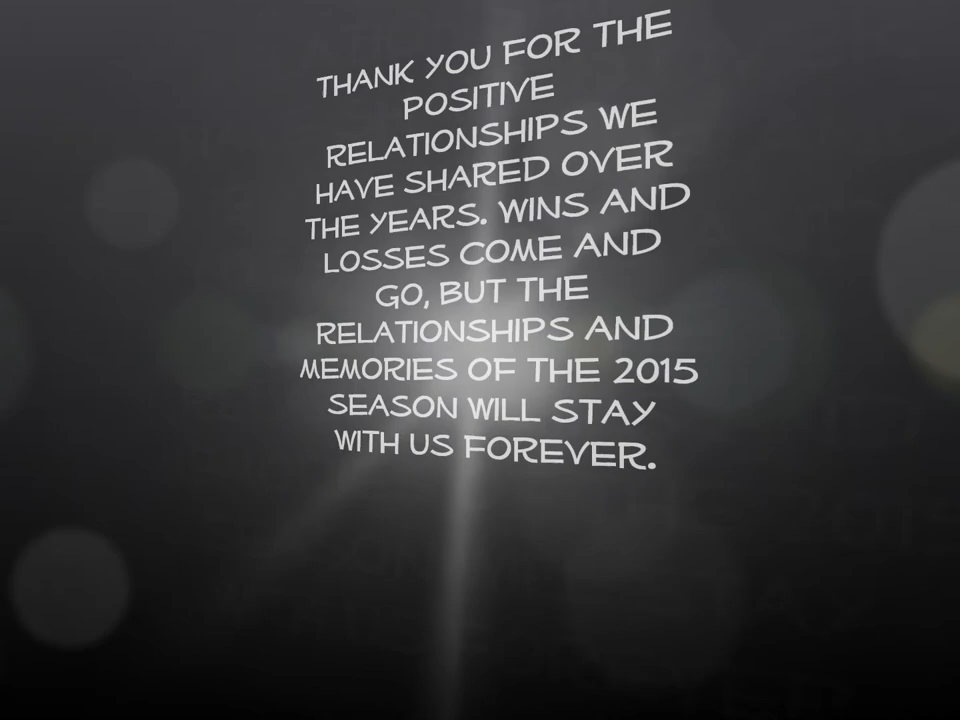 THANK YOU FOR THE
POSITIVE
RELATIONSHIPS WE
HAVE SHARED OVER
THE YEARS. WINS AND
LOSSES COME AND
GO, BUT THE
RELATIONSHIPS AND
MEMORIES OF THE 2015
SEASON WILL STAY
WITH US FOREVER.